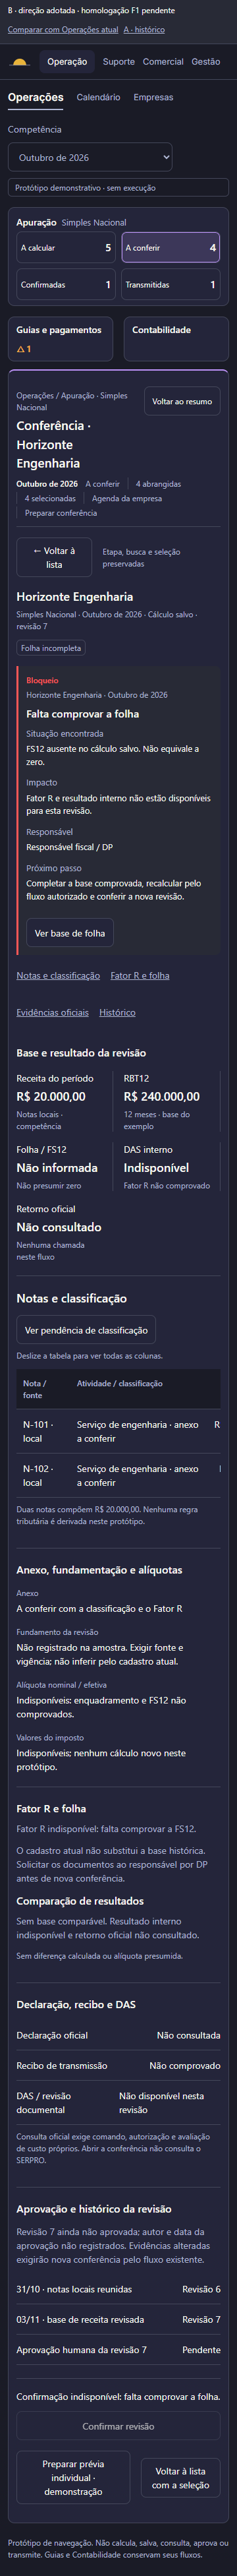 B · direção adotada · homologação F1 pendente
Comparar com Operações atual A · histórico
Operação Suporte Comercial Gestão
Operações Calendário Empresas
Competência
Outubro de 2026
Protótipo demonstrativo · sem execução
Apuração Simples Nacional
A calcular 5
A conferir 4
Confirmadas 1
Transmitidas 1
Guias e pagamentos
△ 1
Contabilidade
Operações / Apuração · Simples
Nacional
Voltar ao resumo
Conferência ·
Horizonte
Engenharia
Outubro de 2026 A conferir 4 abrangidas
4 selecionadas Agenda da empresa
Preparar conferência
← Voltar à
lista
Etapa, busca e seleção
preservadas
Horizonte Engenharia
Simples Nacional · Outubro de 2026 · Cálculo salvo ·
revisão 7
Folha incompleta
Bloqueio
Horizonte Engenharia · Outubro de 2026
Falta comprovar a folha
Situação encontrada
FS12 ausente no cálculo salvo. Não equivale a
zero.
Impacto
Fator R e resultado interno não estão disponíveis
para esta revisão.
Responsável
Responsável fiscal / DP
Próximo passo
Completar a base comprovada, recalcular pelo
fluxo autorizado e conferir a nova revisão.
Ver base de folha
Notas e classificação Fator R e folha
Evidências oficiais Histórico
Base e resultado da revisão
Receita do período
R$ 20.000,00
Notas locais ·
competência
RBT12
R$ 240.000,00
12 meses · base do
exemplo
Folha / FS12
Não informada
Não presumir zero
DAS interno
Indisponível
Fator R não comprovado
Retorno oficial
Não consultado
Nenhuma chamada
neste fluxo
Notas e classificação
Ver pendência de classificação
Deslize a tabela para ver todas as colunas.
Nota /
fonte
Atividade / classificação
N-101 ·
local
Serviço de engenharia · anexo
a conferir
R
N-102 ·
local
Serviço de engenharia · anexo
a conferir
Duas notas compõem R$ 20.000,00. Nenhuma regra
tributária é derivada neste protótipo.
Anexo, fundamentação e alíquotas
Anexo
A conferir com a classificação e o Fator R
Fundamento da revisão
Não registrado na amostra. Exigir fonte e
vigência; não inferir pelo cadastro atual.
Alíquota nominal / efetiva
Indisponíveis: enquadramento e FS12 não
comprovados.
Valores do imposto
Indisponíveis; nenhum cálculo novo neste
protótipo.
Fator R e folha
Fator R indisponível: falta comprovar a FS12.
O cadastro atual não substitui a base histórica.
Solicitar os documentos ao responsável por DP
antes de nova conferência.
Comparação de resultados
Sem base comparável. Resultado interno
indisponível e retorno oficial não consultado.
Sem diferença calculada ou alíquota presumida.
Declaração, recibo e DAS
Declaração oficial Não consultada
Recibo de transmissão Não comprovado
DAS / revisão
documental
Não disponível nesta
revisão
Consulta oficial exige comando, autorização e avaliação
de custo próprios. Abrir a conferência não consulta o
SERPRO.
Aprovação e histórico da revisão
Revisão 7 ainda não aprovada; autor e data da
aprovação não registrados. Evidências alteradas
exigirão nova conferência pelo fluxo existente.
31/10 · notas locais reunidas Revisão 6
03/11 · base de receita revisada Revisão 7
Aprovação humana da revisão 7 Pendente
Confirmação indisponível: falta comprovar a folha.
Confirmar revisão
Preparar prévia
individual ·
demonstração
Voltar à lista
com a seleção
Protótipo de navegação. Não calcula, salva, consulta, aprova ou
transmite. Guias e Contabilidade conservam seus fluxos.